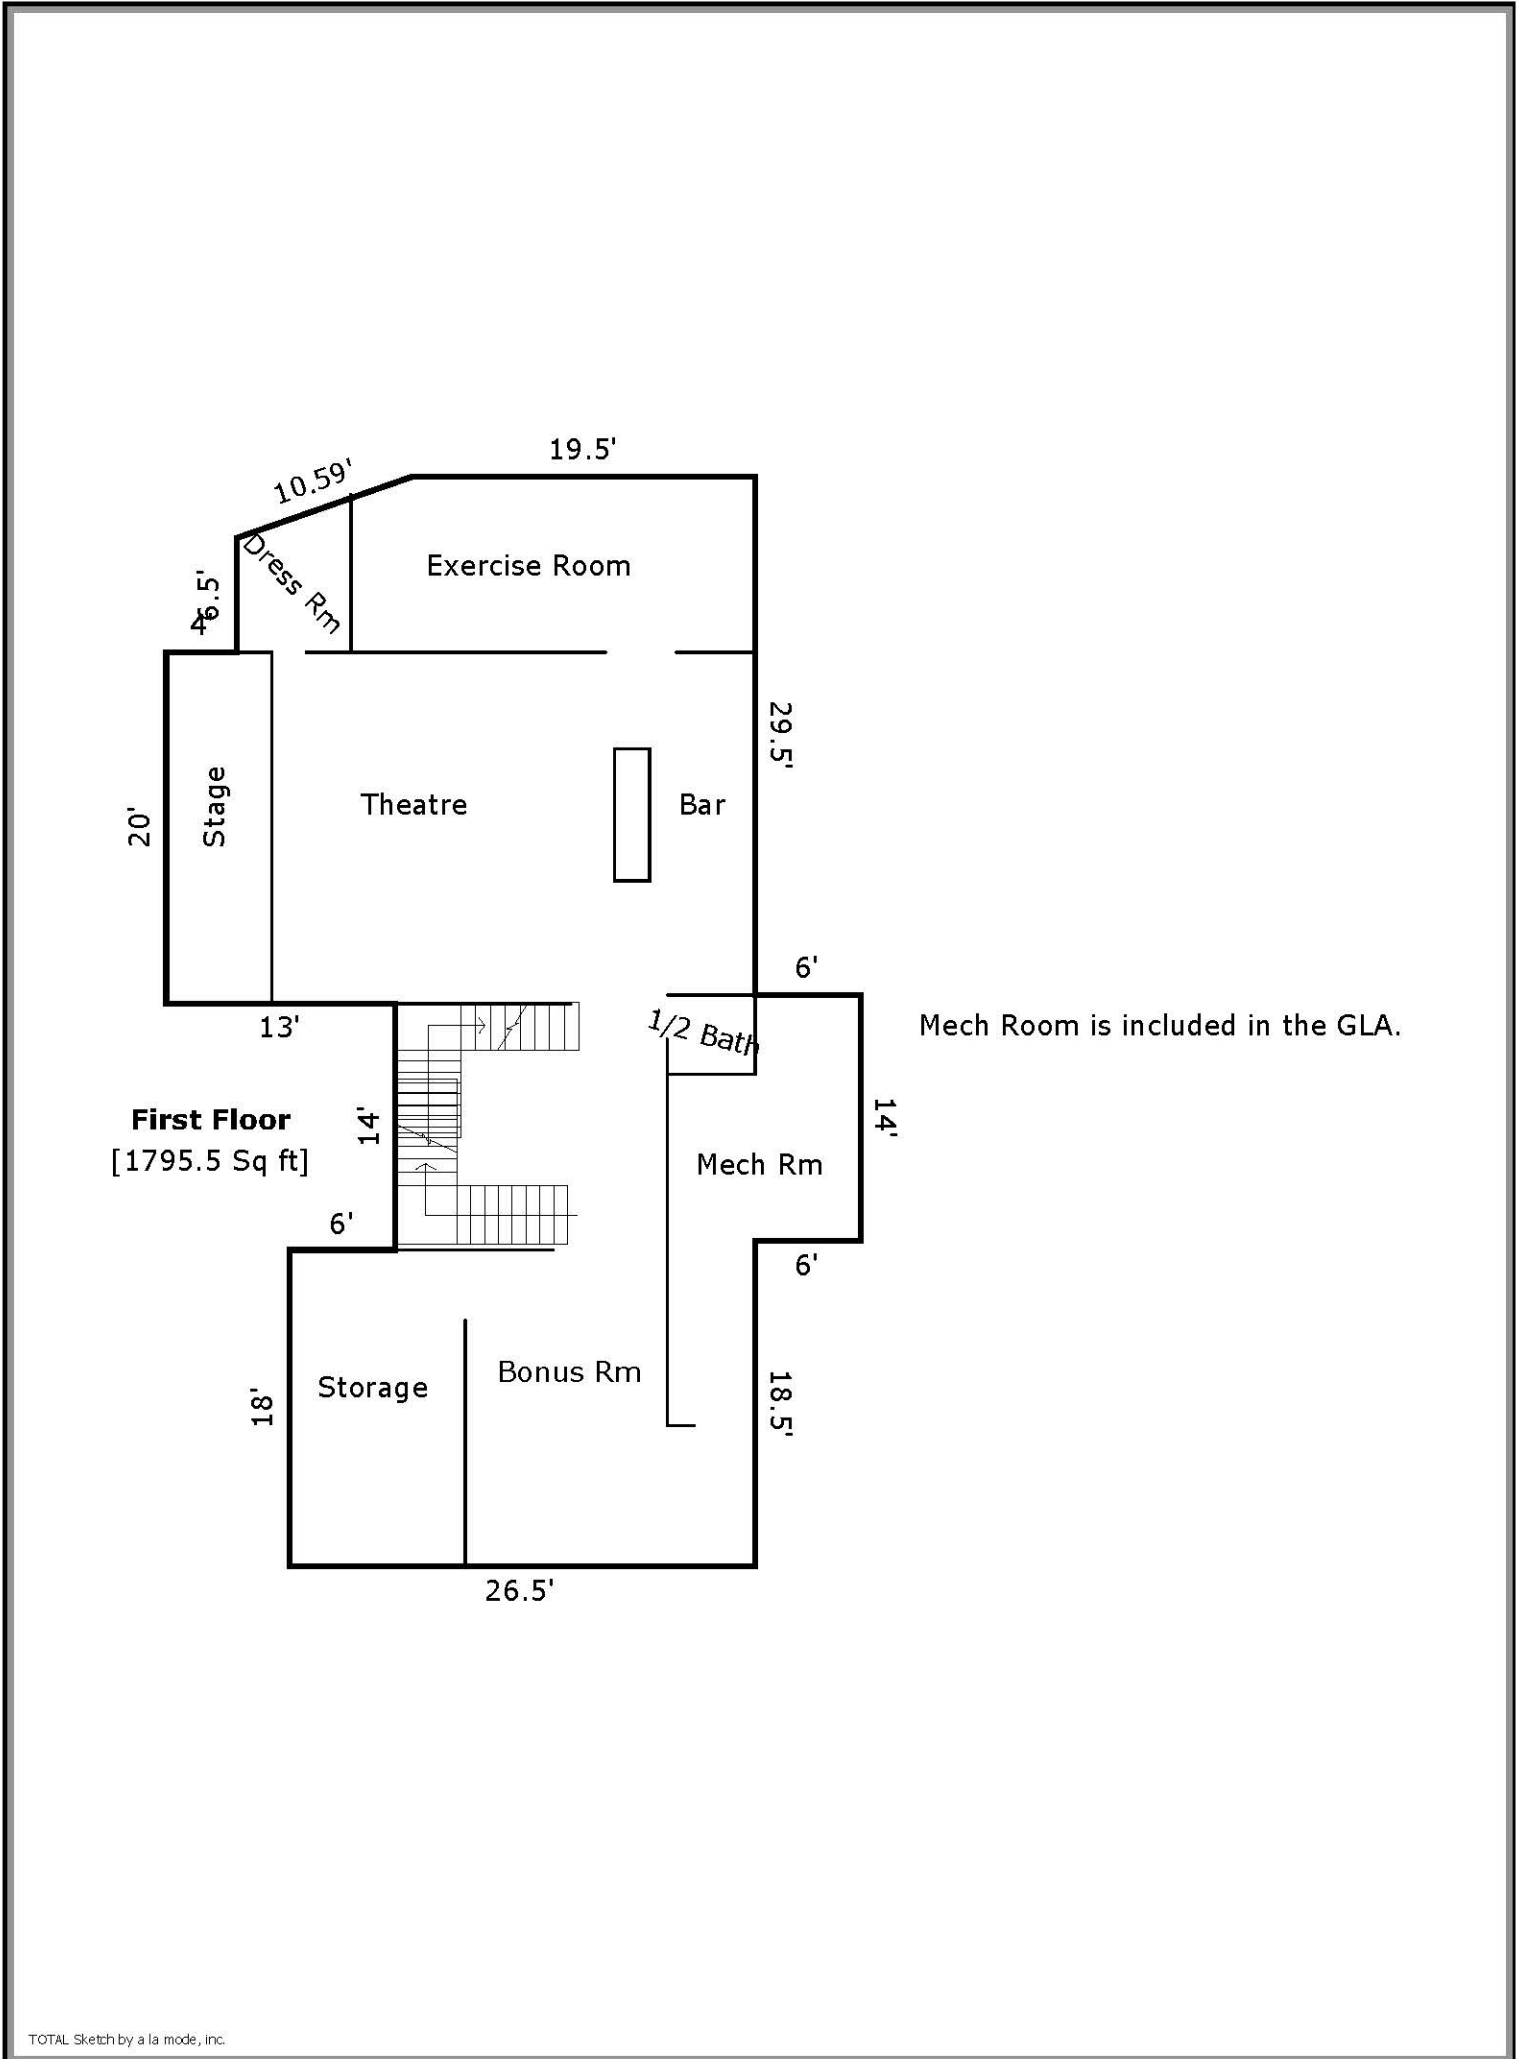 19.5'
10.59'
Dress Rm
Exercise Room
6.5'
4'
29.5'
20'
Stage
Theatre
Bar
6'
13'
1/2 Bath
Mech Room is included in the GLA.
First Floor
[1795.5 Sq ft]
14'
14'
Mech Rm
6'
6'
Storage
Bonus Rm
18'
18.5'
26.5'
TOTAL Sketch by a la mode, inc.